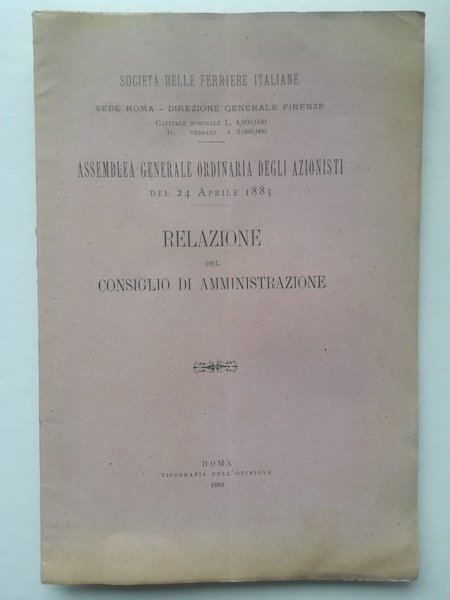 SOCIETÀ DELLE FERRIERE ITALIANE
SEDE ROMA – DIREZIONE GENERALE FIRENZE
CAPITALE NOMINALE L. 4,000,000
ID. VERSATO » 2,000,000
ASSEMBLEA GENERALE ORDINARIA DEGLI AZIONISTI
DEL 24 APRILE 1883
RELAZIONE
DEL
CONSIGLIO DI AMMINISTRAZIONE
ROMA
TIPOGRAFIA DELL'OPINIONE
1883